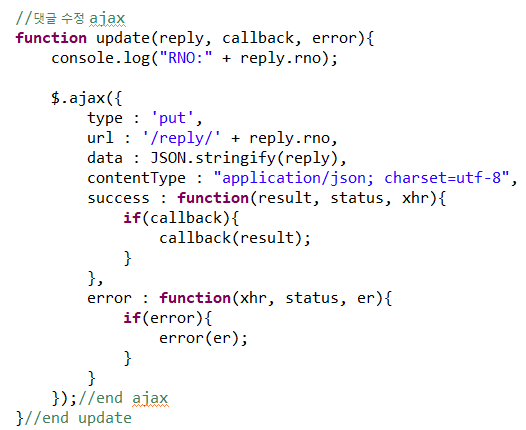 //댓글 수정 ajax
function update(reply, callback, error){
    console.log("RNO:" + reply.rno);

    $.ajax({
        type : 'put',
        url : '/reply/' + reply.rno,
        data : JSON.stringify(reply),
        contentType : "application/json; charset=utf-8",
        success : function(result, status, xhr){
            if(callback){
                callback(result);
            }
        },
        error : function(xhr, status, er){
            if(error){
                error(er);
            }
        }
    });//end ajax
}//end update